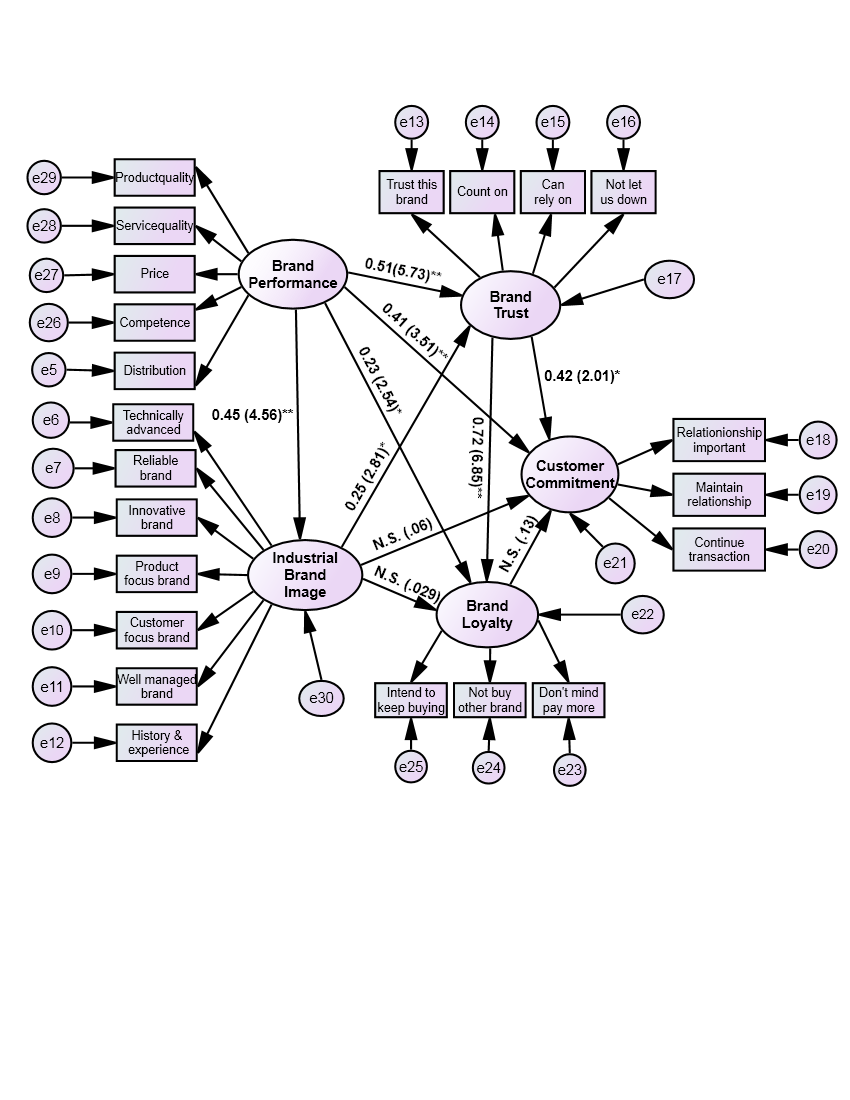 e13
e14
e15
e16
Trust this
brand
Count on
Can
rely on
Not let
us down
e29
Productquality
e28
Servicequality
e27
Price
e26
Competence
e5
Distribution
Brand
Performance
0.51(5.73)**
Brand
Trust
e17
0.41 (3.51)**
0.23 (2.54)*
0.45 (4.56)**
0.25 (2.81)*
0.72 (6.85)**
0.42 (2.01)*
e6
Technically
advanced
e7
Reliable
brand
e8
Innovative
brand
e9
Product
focus brand
e10
Customer
focus brand
e11
Well managed
brand
e12
History &
experience
Industrial
Brand
Image
e30
N.S. (.06)
N.S. (.029)
N.S. (.13)
Customer
Commitment
Relationionship
important
e18
Maintain
relationship
e19
Continue
transaction
e20
e21
Brand
Loyalty
e22
Intend to
keep buying
Not buy
other brand
Don't mind
pay more
e25
e24
e23